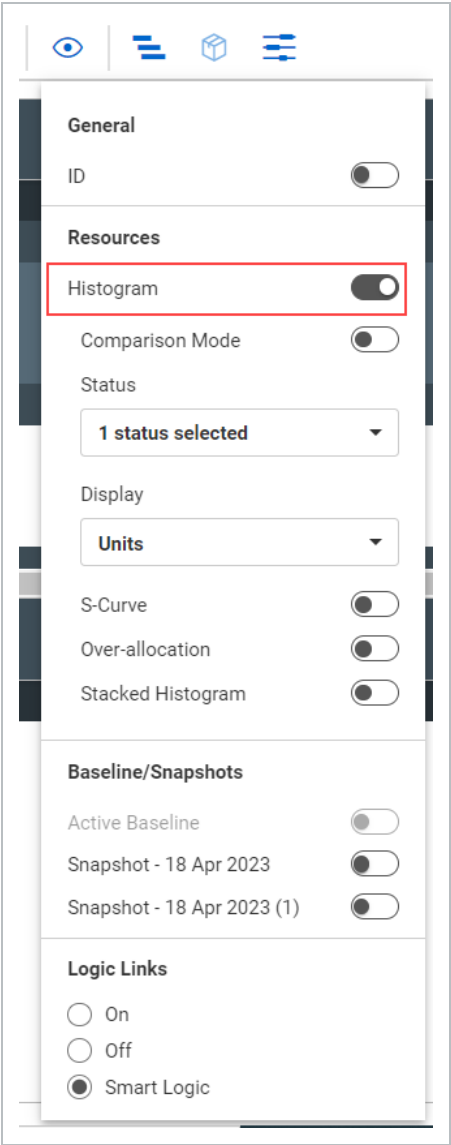 General
ID
Resources
Histogram
Comparison Mode
Status
1 status selected
Display
Units
S-Curve
Over-allocation
Stacked Histogram
Baseline/Snapshots
Active Baseline
Snapshot - 18 Apr 2023
Snapshot - 18 Apr 2023 (1)
Logic Links
On
Off
Smart Logic